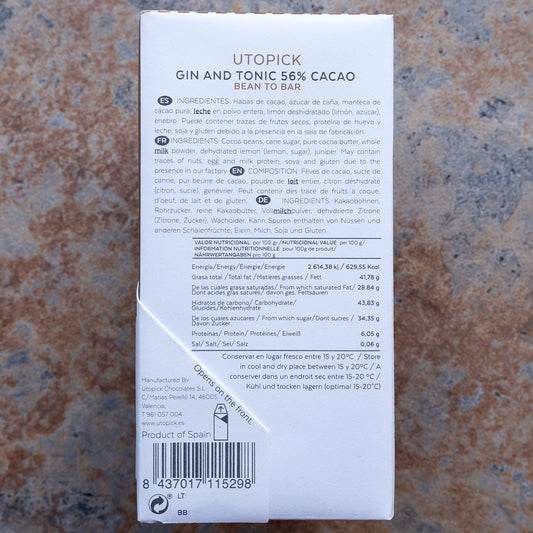 UTOPICK
GIN AND TONIC 56% CACAO
BEAN TO BAR
ES INGREDIENTES: Habas de cacao, azúcar de caña, manteca de
cacao pura, leche en polvo entera, limón deshidratado (limón, azúcar),
enebro. Puede contener trazas de frutos secos, proteína de huevo y
leche, soja y gluten debido a la presencia en la sala de fabricación.
FR INGREDIENTS: Cocoa beans, cane sugar, pure cocoa butter, whole
milk powder, dehydrated lemon (lemon, sugar), juniper. May contain
traces of nuts, egg and milk protein, soya and gluten due to the
presence in our factory EN COMPOSITION: Fèves de cacao, sucre de
canne, pur beurre de cacao, poudre de lait entier, citron déshydraté
(citron, sucre), genévrier. Peut contenir des trace de fruits a coque,
d'oeuf, de lait et de gluten. DE INGREDIENTS: Kakaobohnen,
Rohrzucker, reine Kakaobutter, Vollmilchpulver, dehydrierte Zitrone
(Zitrone, Zucker), Wacholder. Kann Spuren enthalten von Nüssen und
anderen Schalenfrüchte, Eiern, Milch, Soja und Gluten.
VALOR NUTRICIONAL por 100 gr /NUTRITIONAL VALUE per 100 g/
INFORMATION NUTRITIONNELLE pour 100g de produit/
NÄHRWERTANGABEN pro 100 g
Energía/Energy/Énergie/Energie 2.614,38 kj / 629,55 Kcal
Grasa total / Total fat / Matières grasses / Fett 41,78 g
De las cuales grasa saturadas/ From which saturated Fat/ 28.84 g
Dont acides gras satures/ davon ges. Fettsäuren
Hidratos de carbono/ Carbohydrate/ 43,83 g
Glucides/Kohlenhydrate
De los cuales azucares / From which sugar/Dont sucres / 34,35 g
Davon Zucker
Proteínas/ Protein/ Protéines/ Eiweiß 6,05 g
Sal/ Salt/ Sel/ Salz 0,06 g
Conservar en lugar fresco entre 15 y 20ºC / Store
in cool and dry place between 15 y 20ºC / A
conserver dans un endroit sec entre 15-20 ºC /
Kühl und trocken lagern (optimal 15-20˚C)
Opens on the front.
Manufactured By
Utopick Chocolates S.L.
C/Matias Perelló 14, 46005
Valencia,
T 961 057 004
www.utopick.es
Product of Spain
8 437017 115298
LT:
BB: